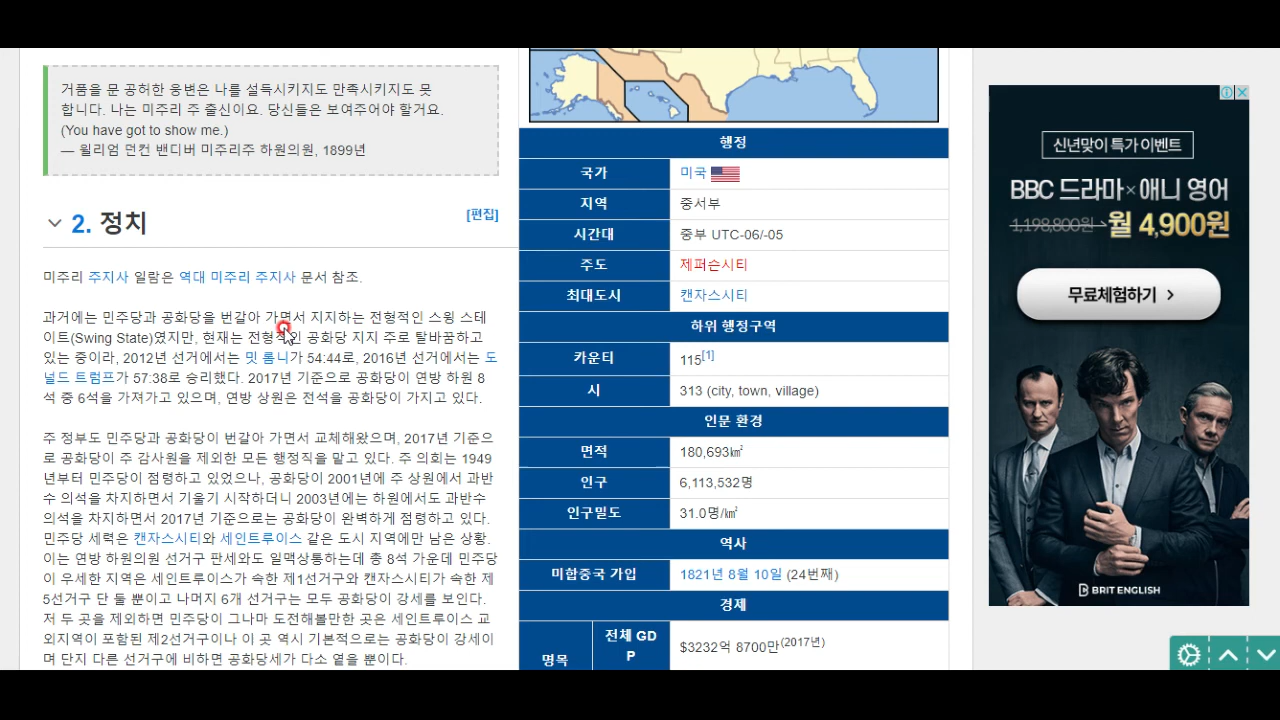 거품을 문 공허한 웅변은 나를 설득시키지도 만족시키지도 못
합니다. 나는 미주리 주 출신이요. 당신들은 보여주어야 할거요.
(You have got to show me.)
— 윌리엄 던컨 밴디버 미주리주 하원의원, 1899년
2. 정치
[편집]
미주리 주지사 일람은 역대 미주리 주지사 문서 참조.
과거에는 민주당과 공화당을 번갈아 가면서 지지하는 전형적인 스윙 스테
이트(Swing State)였지만, 현재는 전형적인 공화당 지지 주로 탈바꿈하고
있는 중이라, 2012년 선거에서는 밋 롬니가 54:44로, 2016년 선거에서는 도
널드 트럼프가 57:38로 승리했다. 2017년 기준으로 공화당이 연방 하원 8
석 중 6석을 가져가고 있으며, 연방 상원은 전석을 공화당이 가지고 있다.
주 정부도 민주당과 공화당이 번갈아 가면서 교체해왔으며, 2017년 기준으
로 공화당이 주 감사원을 제외한 모든 행정직을 맡고 있다. 주 의회는 1949
년부터 민주당이 점령하고 있었으나, 공화당이 2001년에 주 상원에서 과반
수 의석을 차지하면서 기울기 시작하더니 2003년에는 하원에서도 과반수
의석을 차지하면서 2017년 기준으로는 공화당이 완벽하게 점령하고 있다.
민주당 세력은 캔자스시티와 세인트루이스 같은 도시 지역에만 남은 상황.
이는 연방 하원의원 선거구 판세와도 일맥상통하는데 총 8석 가운데 민주당
이 우세한 지역은 세인트루이스가 속한 제1선거구와 캔자스시티가 속한 제
5선거구 단 둘 뿐이고 나머지 6개 선거구는 모두 공화당이 강세를 보인다.
저 두 곳을 제외하면 민주당이 그나마 도전해볼만한 곳은 세인트루이스 교
외지역이 포함된 제2선거구이나 이 곳 역시 기본적으로는 공화당이 강세이
며 단지 다른 선거구에 비하면 공화당세가 다소 옅을 뿐이다.
행정
국가 미국
지역 중서부
시간대 중부 UTC-06/-05
주도 제퍼슨시티
최대도시 캔자스시티
하위 행정구역
카운티 115[1]
시 313 (city, town, village)
인문 환경
면적 180,693㎢
인구 6,113,532명
인구밀도 31.0명/㎢
역사
미합중국 가입 1821년 8월 10일 (24번째)
경제
명목 전체 GD
P $3232억 8700만(2017년)
신년맞이 특가 이벤트
BBC 드라마×애니 영어
1,198,800원 월 4,900원
무료체험하기 >
BRIT ENGLISH